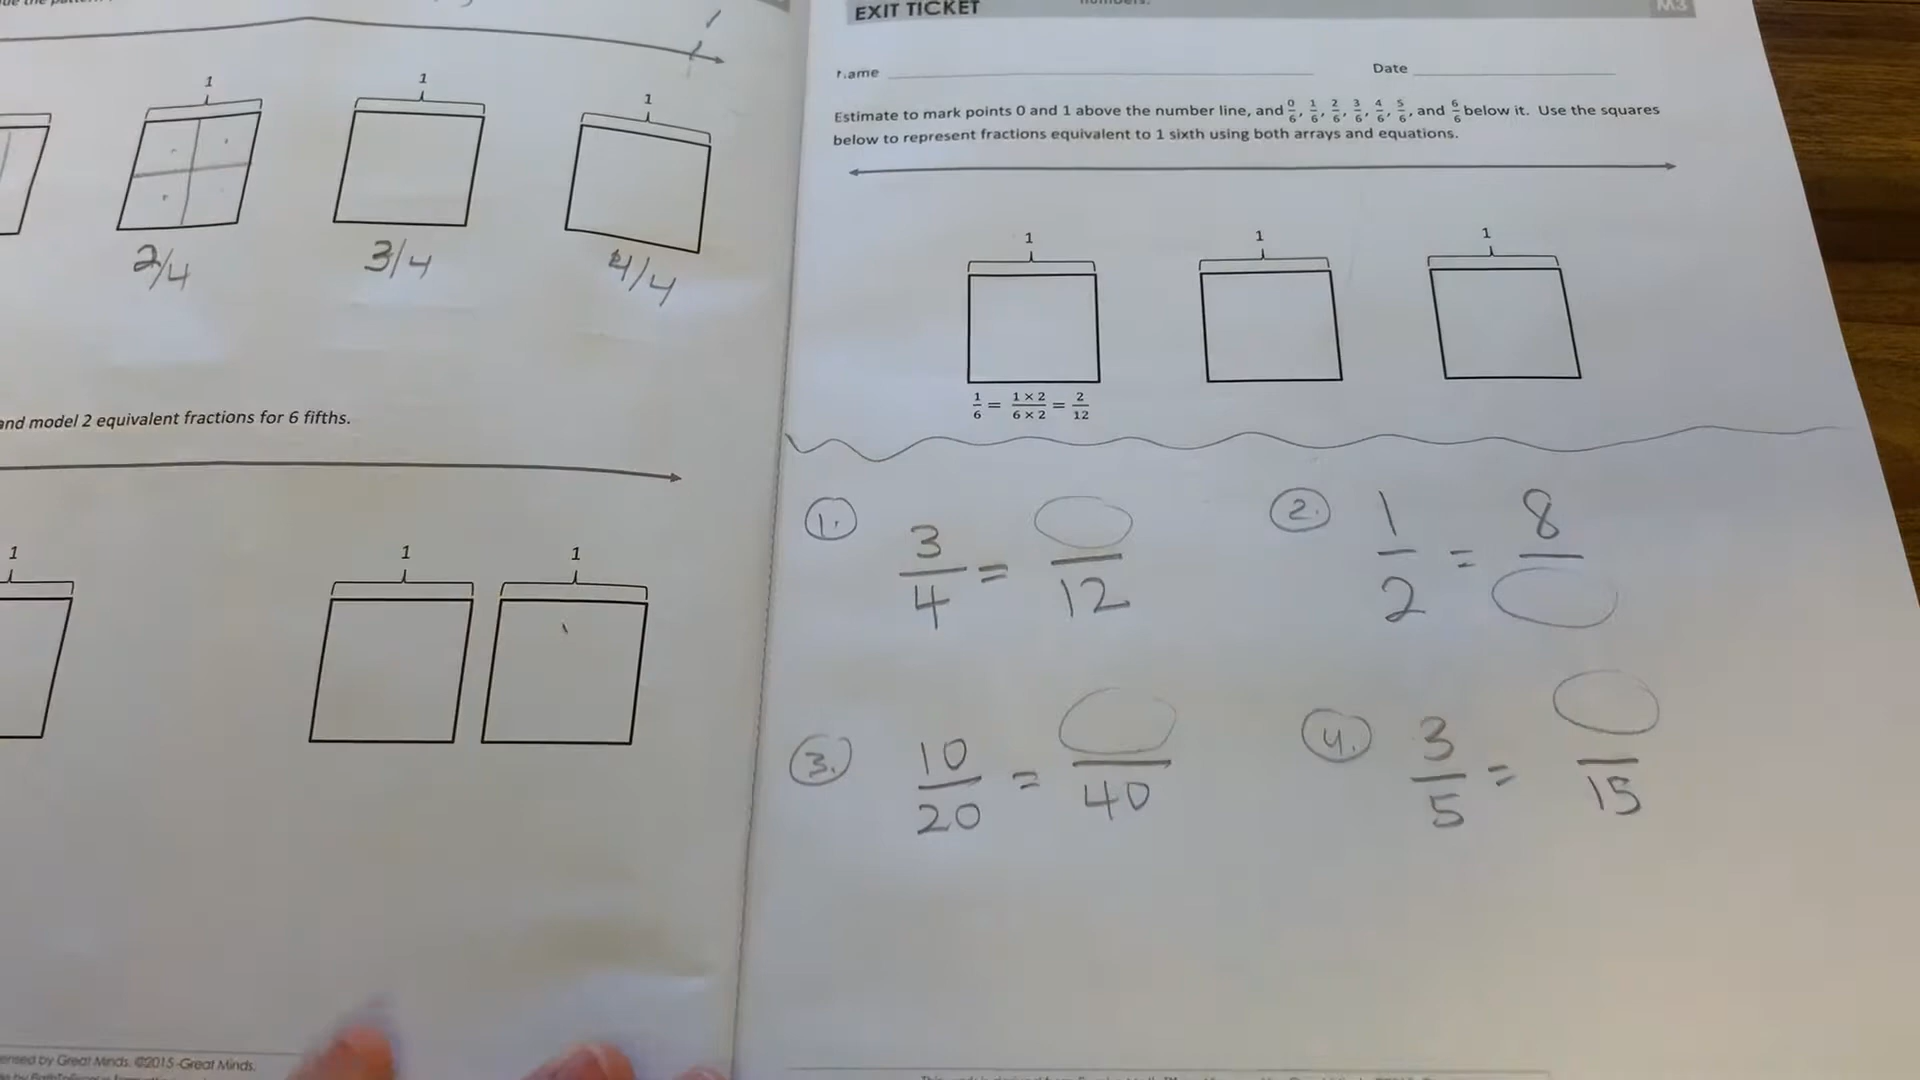 1
1
1
2/4
3/4
4/4
and model 2 equivalent fractions for 6 fifths.
1
1
1
ensed by Great Minds. ©2015 Great Minds.
EXIT TICKET
numbers.
M3
Name
Date
Estimate to mark points 0 and 1 above the number line, and 0/6, 1/6, 2/6, 3/6, 4/6, 5/6, and 6/6 below it. Use the squares
below to represent fractions equivalent to 1 sixth using both arrays and equations.
1
1
1
1/6 = 1 x 2/6 x 2 = 2/12
1. 3/4 = /12
2. 1/2 = 8/
3. 10/20 = /40
4. 3/5 = /15